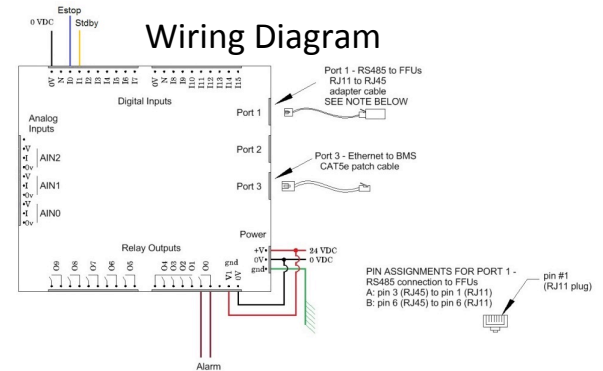 Wiring Diagram
Estop
0 VDC
Stdby
0V N I0 I1 I2 I3 I4 I5 I6 I7
0V N I8 I9 I10 I11 I12 I13 I14 I15
Digital Inputs
Analog
Inputs
V
I
0v
AIN2
V
I
0v
AIN1
V
I
0v
AIN0
Port 1
Port 2
Port 3
Port 1 - RS485 to FFUs
RJ11 to RJ45
adapter cable
SEE NOTE BELOW
Port 3 - Ethernet to BMS
CAT5e patch cable
Power
+V
0V
gnd
24 VDC
0 VDC
Relay Outputs
O9 O8 O7 O6 O5
O4 O3 O2 O1 O0
gnd
V1
0V
Alarm
PIN ASSIGNMENTS FOR PORT 1 -
RS485 connection to FFUs
A: pin 3 (RJ45) to pin 1 (RJ11)
B: pin 6 (RJ45) to pin 6 (RJ11)
pin #1
(RJ11 plug)